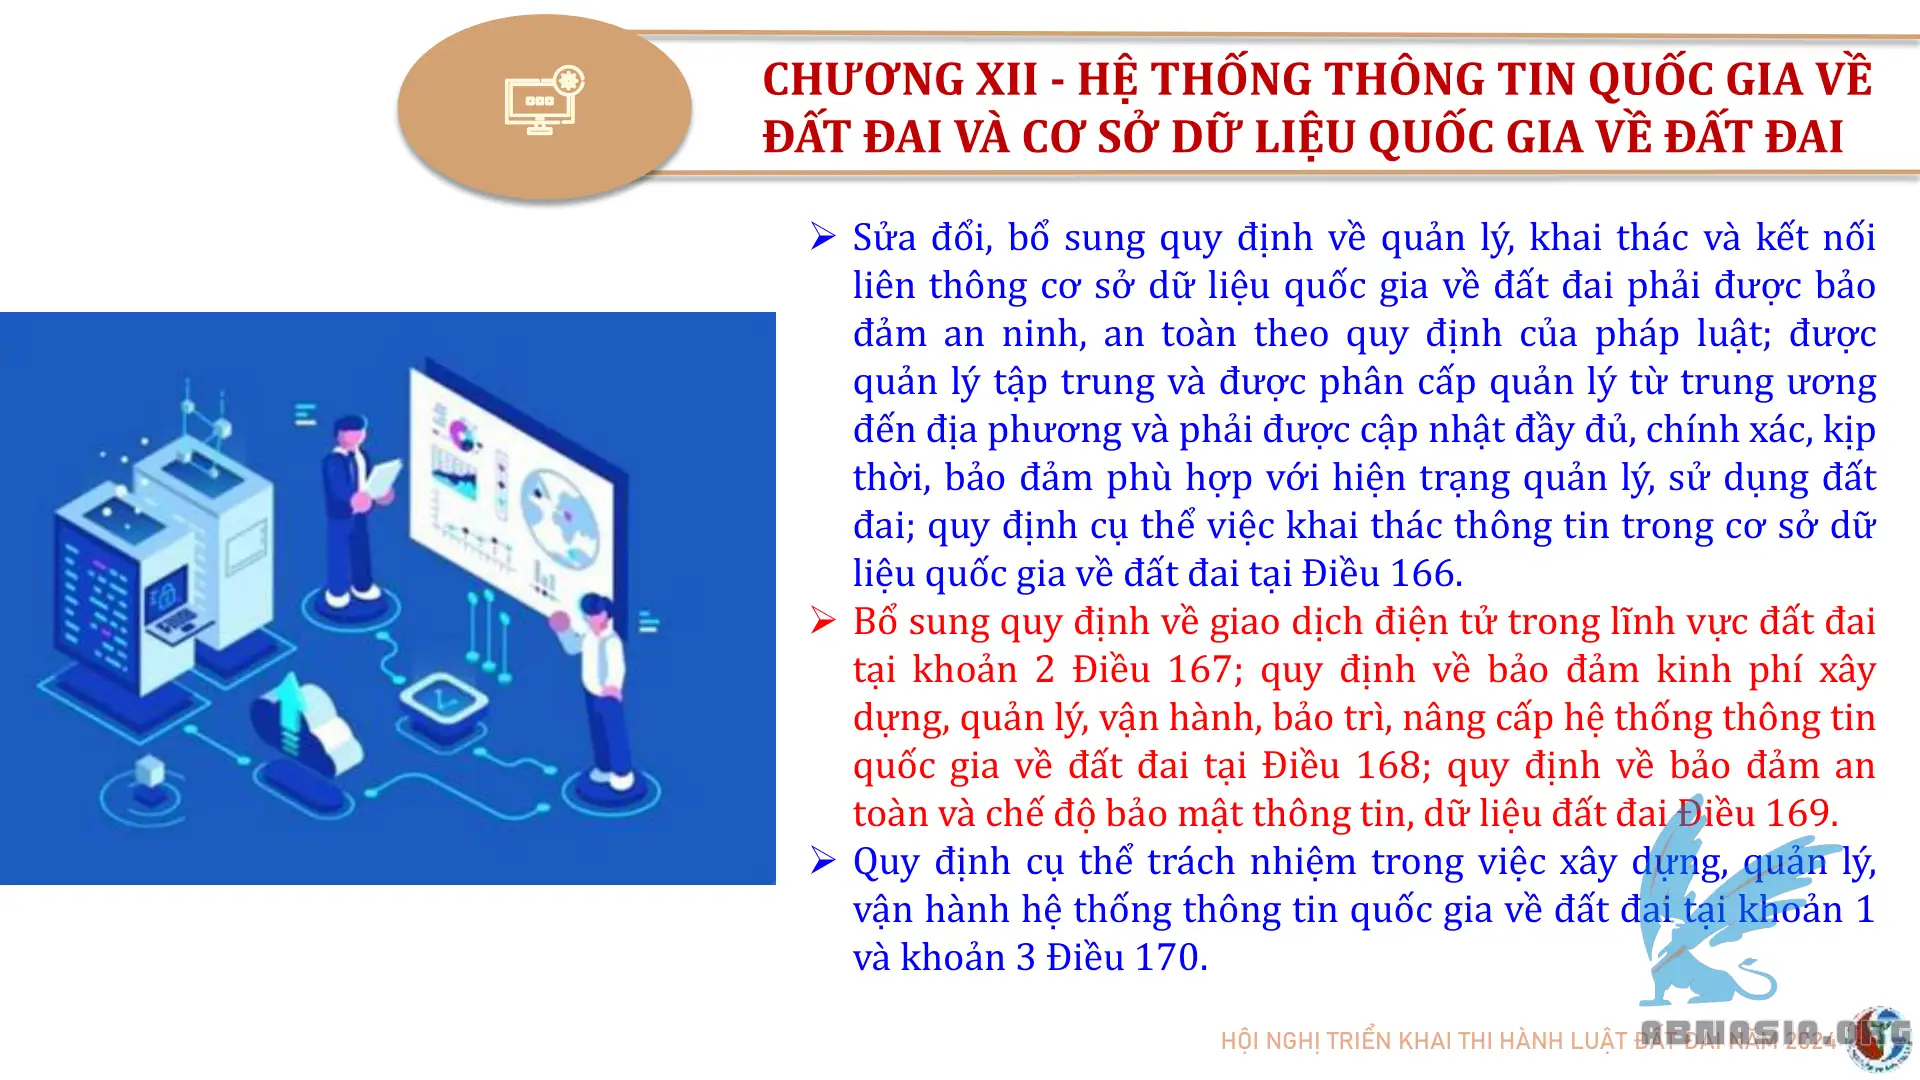 CHƯƠNG XII - HỆ THỐNG THÔNG TIN QUỐC GIA VỀ
ĐẤT ĐAI VÀ CƠ SỞ DỮ LIỆU QUỐC GIA VỀ ĐẤT ĐAI
Sửa đổi, bổ sung quy định về quản lý, khai thác và kết nối
liên thông cơ sở dữ liệu quốc gia về đất đai phải được bảo
đảm an ninh, an toàn theo quy định của pháp luật; được
quản lý tập trung và được phân cấp quản lý từ trung ương
đến địa phương và phải được cập nhật đầy đủ, chính xác, kịp
thời, bảo đảm phù hợp với hiện trạng quản lý, sử dụng đất
đai; quy định cụ thể việc khai thác thông tin trong cơ sở dữ
liệu quốc gia về đất đai tại Điều 166.
Bổ sung quy định về giao dịch điện tử trong lĩnh vực đất đai
tại khoản 2 Điều 167; quy định về bảo đảm kinh phí xây
dựng, quản lý, vận hành, bảo trì, nâng cấp hệ thống thông tin
quốc gia về đất đai tại Điều 168; quy định về bảo đảm an
toàn và chế độ bảo mật thông tin, dữ liệu đất đai Điều 169.
Quy định cụ thể trách nhiệm trong việc xây dựng, quản lý,
vận hành hệ thống thông tin quốc gia về đất đai tại khoản 1
và khoản 3 Điều 170.
HỘI NGHỊ TRIỂN KHAI THI HÀNH LUẬT ĐẤT ĐAI NĂM 2024
ABMASIA.ORG